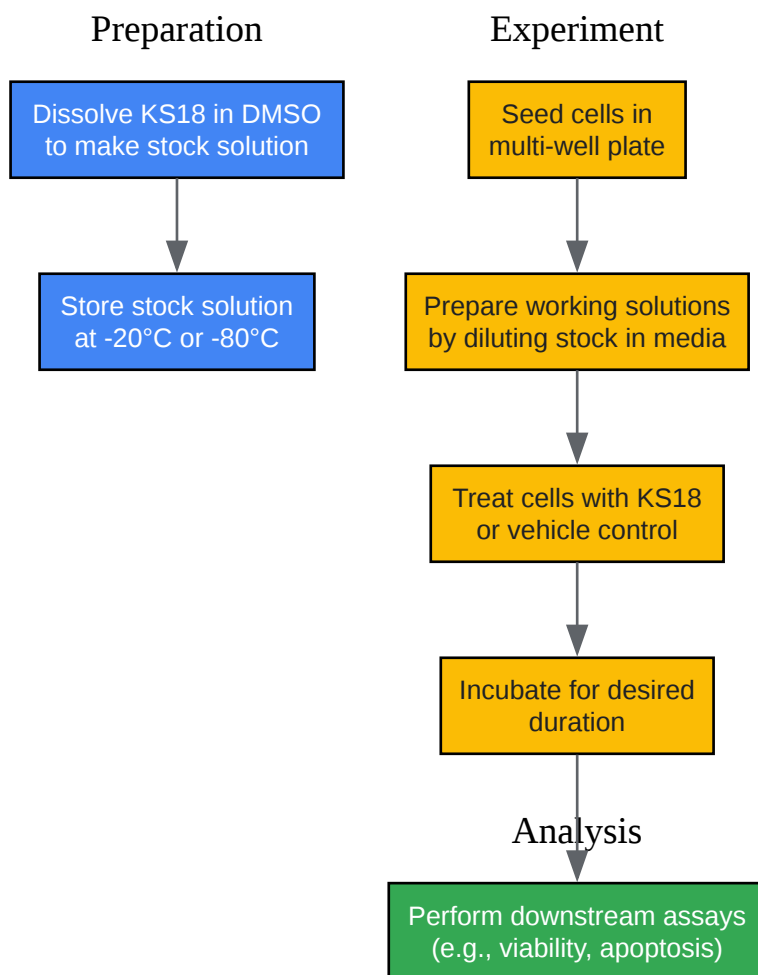 Preparation
Dissolve KS18 in DMSO
to make stock solution
Store stock solution
at -20°C or -80°C
Experiment
Seed cells in
multi-well plate
Prepare working solutions
by diluting stock in media
Treat cells with KS18
or vehicle control
Incubate for desired
duration
Analysis
Perform downstream assays
(e.g., viability, apoptosis)